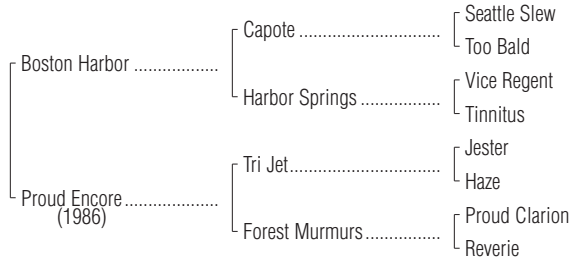 Seattle Slew
Capote
Too Bald
Boston Harbor
Vice Regent
Harbor Springs
Tinnitus
Jester
Tri Jet
Haze
Proud Encore
(1986)
Proud Clarion
Forest Murmurs
Reverie